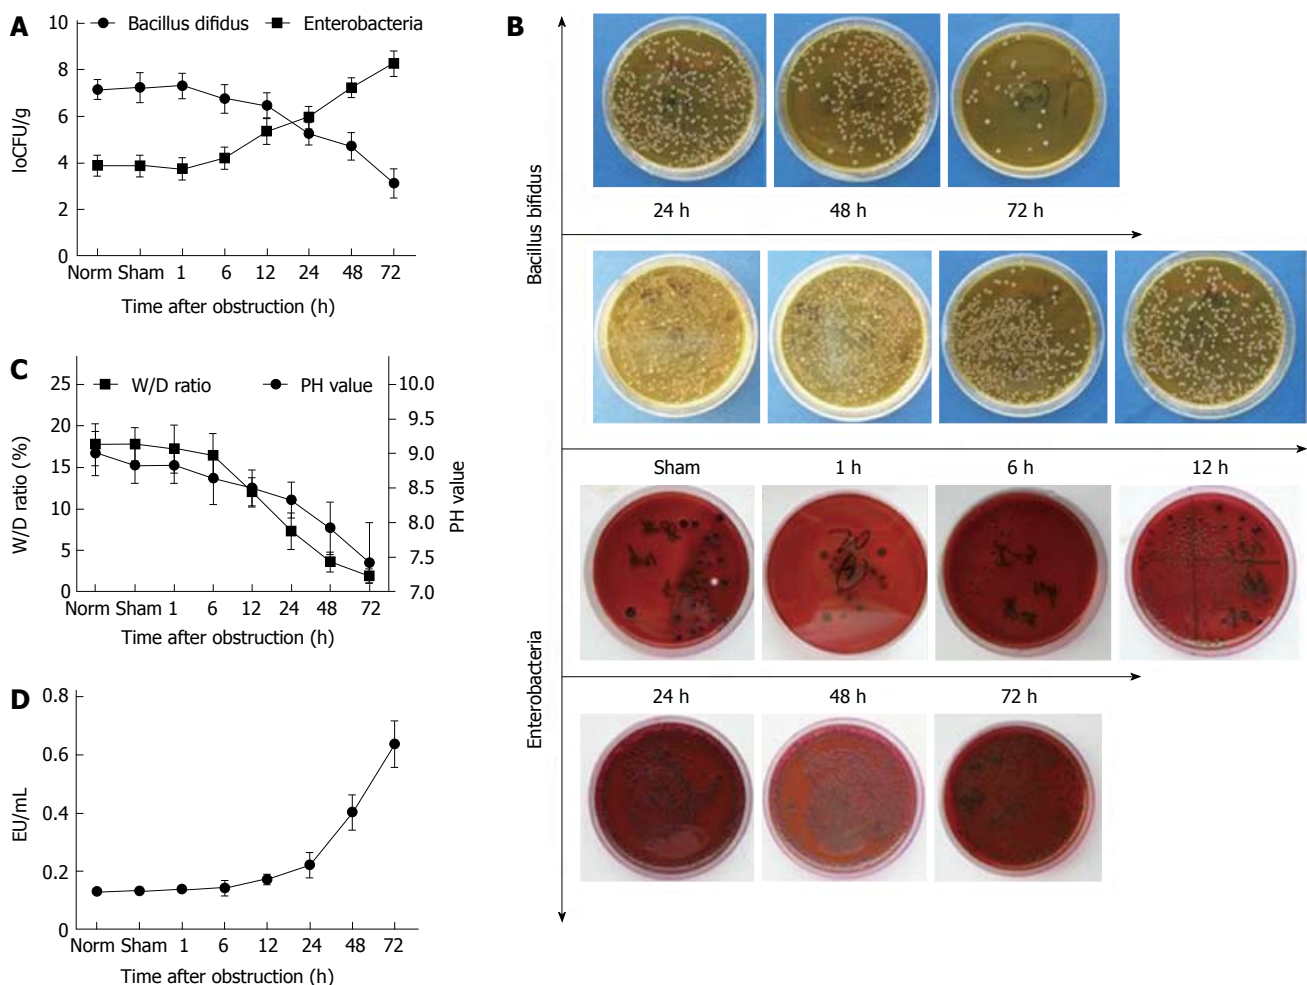 A
Bacillus difidus Enterobacteria
10
8
6
4
2
0
loCFU/g
Norm Sham 1 6 12 24 48 72
Time after obstruction (h)
B
Bacillus bifidus
24 h 48 h 72 h
Sham 1 h 6 h 12 h
Enterobacteria
24 h 48 h 72 h
C
W/D ratio PH value
25
20
15
10
5
0
W/D ratio (%)
10.0
9.5
9.0
8.5
8.0
7.5
7.0
PH value
Norm Sham 1 6 12 24 48 72
Time after obstruction (h)
D
0.8
0.6
0.4
0.2
0
EU/mL
Norm Sham 1 6 12 24 48 72
Time after obstruction (h)